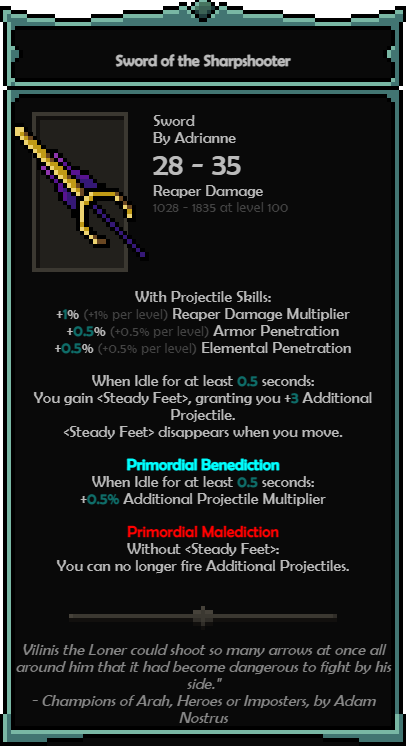 Sword of the Sharpshooter
Sword
By Adrianne
28 - 35
Reaper Damage
1028 - 1835 at level 100
With Projectile Skills:
+1% (+1% per level) Reaper Damage Multiplier
+0.5% (+0.5% per level) Armor Penetration
+0.5% (+0.5% per level) Elemental Penetration
When Idle for at least 0.5 seconds:
You gain <Steady Feet>, granting you +3 Additional
Projectile.
<Steady Feet> disappears when you move.
Primordial Benediction
When Idle for at least 0.5 seconds:
+0.5% Additional Projectile Multiplier
Primordial Malediction
Without <Steady Feet>:
You can no longer fire Additional Projectiles.
Vilinis the Loner could shoot so many arrows at once all
around him that it had become dangerous to fight by his
side."
- Champions of Arah, Heroes or Imposters, by Adam
Nostrus